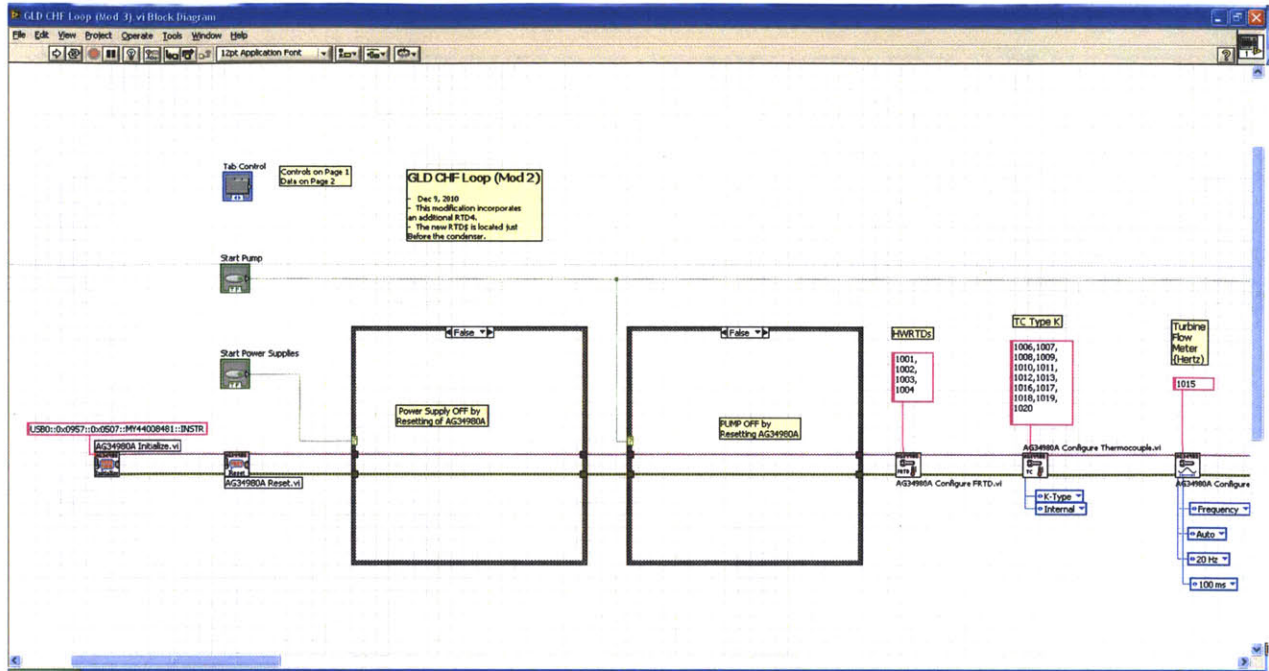 GLD CHF Loop (Mod 3).vi Block Diagram
File Edit View Project Operate Tools Window Help
12pt Application Font
Tab Control
Controls on Page 1
Data on Page 2
GLD CHF Loop (Mod 2)
- Dec 9, 2010
- This modification incorporates
an additional RTD4.
- The new RTD$ is located just
Before the condenser.
Start Pump
Start Power Supplies
False
False
Power Supply OFF by
Resetting of AG34980A
PUMP OFF by
Resetting AG34980A
HWRTDs
1001,
1002,
1003,
1004
TC Type K
1006,1007,
1008,1009,
1010,1011,
1012,1013,
1016,1017,
1018,1019,
1020
Turbine
Flow
Meter
(Hertz)
1015
USB0::0x0957::0x0507::MY44008481::INSTR
AG34980A Initialize.vi
Reset
AG34980A Reset.vi
AG34980A Configure FRTD.vi
AG34980A Configure Thermocouple.vi
TC
K-Type
Internal
AG34980A Configure
Frequency
Auto
20 Hz
100 ms